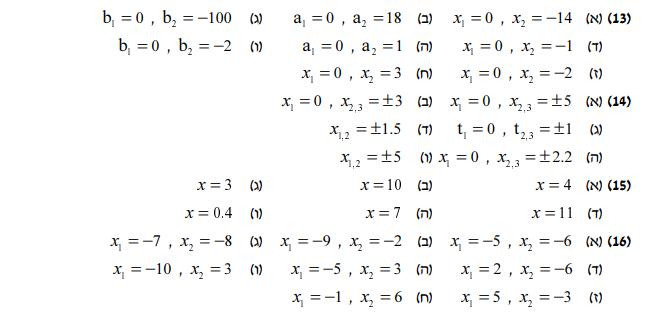 (13) א) x₁ = 0 , x₂ = −14 ב) a₁ = 0 , a₂ = 18 ג) b₁ = 0 , b₂ = −100
ד) x₁ = 0 , x₂ = −1 ה) a₁ = 0 , a₂ = 1 ו) b₁ = 0 , b₂ = −2
ז) x₁ = 0 , x₂ = −2 ח) x₁ = 0 , x₂ = 3
(14) א) x₁ = 0 , x₂,₃ = ±5 ב) x₁ = 0 , x₂,₃ = ±3
ג) t₁ = 0 , t₂,₃ = ±1 ד) x₁,₂ = ±1.5
ה) x₁ = 0 , x₂,₃ = ±2.2 ו) x₁,₂ = ±5
(15) א) x = 4 ב) x = 10 ג) x = 3
ד) x = 11 ה) x = 7 ו) x = 0.4
(16) א) x₁ = −5 , x₂ = −6 ב) x₁ = −9 , x₂ = −2 ג) x₁ = −7 , x₂ = −8
ד) x₁ = 2 , x₂ = −6 ה) x₁ = −5 , x₂ = 3 ו) x₁ = −10 , x₂ = 3
ז) x₁ = 5 , x₂ = −3 ח) x₁ = −1 , x₂ = 6